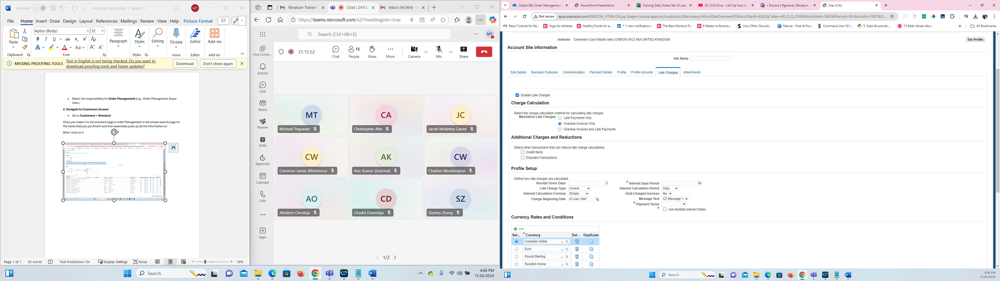 AutoSave Off Account navigation • Saved MT
File Home Insert Draw Design Layout References Mailings Review View Help Picture Format
Aptos (Body) 12
Paste Paragraph Styles Editing Dictate Editor Add-ins
Clipboard Font Styles Voice Editor Add-ins
MISSING PROOFING TOOLS Text in English is not being checked. Do you want to download proofing tools and future updates? Download Don't show again
• Select the responsibility for Order Management (e.g., Order Management Super
User).
2. Navigate to Customers Screen:
• Go to Customers > Standard
Once you make it to the standard page in order Management in the simple search page for
the name field you put Ame% and that essentially pulls up all the information on
After I click on it
Page 1 of 1 58 words Text Predictions: On Display Settings Focus 58%
Search
4:06 PM
11/26/2024
Revature Trainer's Chat | 24100 Inbox (64,964) - n
https://teams.microsoft.com/v2/?meetingjoin=true
Search (Ctrl+Alt+E) MT
31:15:52 Chat 15 People Raise More Camera Mic Share
Viva Conne...
Activity
Chat
Teams
Planner
Shifts
Approvals
Calendar
Calls
Apps
MT CA JC
Michael Trepanier Christopher Ahn Jacob Mckinley Carver
CW AK CW
Cameron James Whritenour Avic Kumar (External) Charlise Weathington
AO CD SZ
Abidemi Omoloja Chadel Dowridge Stanley Zheng
1/2
Oracle EBS Order Management PowerPoint Presentation Training Daily Notes Rev 01.xlsx (5) Chill Drive - Lofi hip hop mi • Discord | #general | Revature Site: 4142
Not secure apps.example.com:8000/OA_HTML/OA.jsp?page=/oracle/apps/ar/cusstd/acctSite/webui/ArAcctSiteOverviewPG&AcctSiteId=4262&Caller=AR_CUS_OVR&PartySiteId=5650&PartyId=NIL&AcctId=1001&O...
React Tutorial for Be... Yoga for Athletes Healthy Foods for a... 1 1 new notification... The Best Workout R... 6 Weeks to Bootca... How Often Should... Nature - Free & Pre... Command Line 101... 5. Data Structures... 15 Bible Verses Abo... All Bookmarks
Address Clarendon Court Maida Vale LONDON WC2 4SA UNITED KINGDOM Tax Profile
Account Site Information
Site Name
Site Details Business Purposes Communication Payment Details Profile Profile Amounts Late Charges Attachments
Enable Late Charges
Charge Calculation
Select the charge calculation method for calculating late charges.
Mandatory Late Charges Late Payments Only
Overdue Invoices Only
Overdue Invoices and Late Payments
Additional Charges and Reductions
Select other transactions that can reduce late charge calculations.
Credit Items
Disputed Transactions
Profile Setup
Define how late charges are calculated.
Receipt Grace Days 5 * Interest Days Period 30
Late Charge Type Invoice Interest Calculation Period Daily
Interest Calculation Formula Simple Hold Charged Invoices No
Charge Beginning Date 01-Jan-1997 Message Text CZ Message 1
* Payment Terms
* Use Multiple Interest Rates
Currency Rates and Conditions
Sel... * Currency Del... Duplicate
Canadian Dollar
Euro
Pound Sterling
Swedish Krona
Search
4:06 PM
11/26/2024